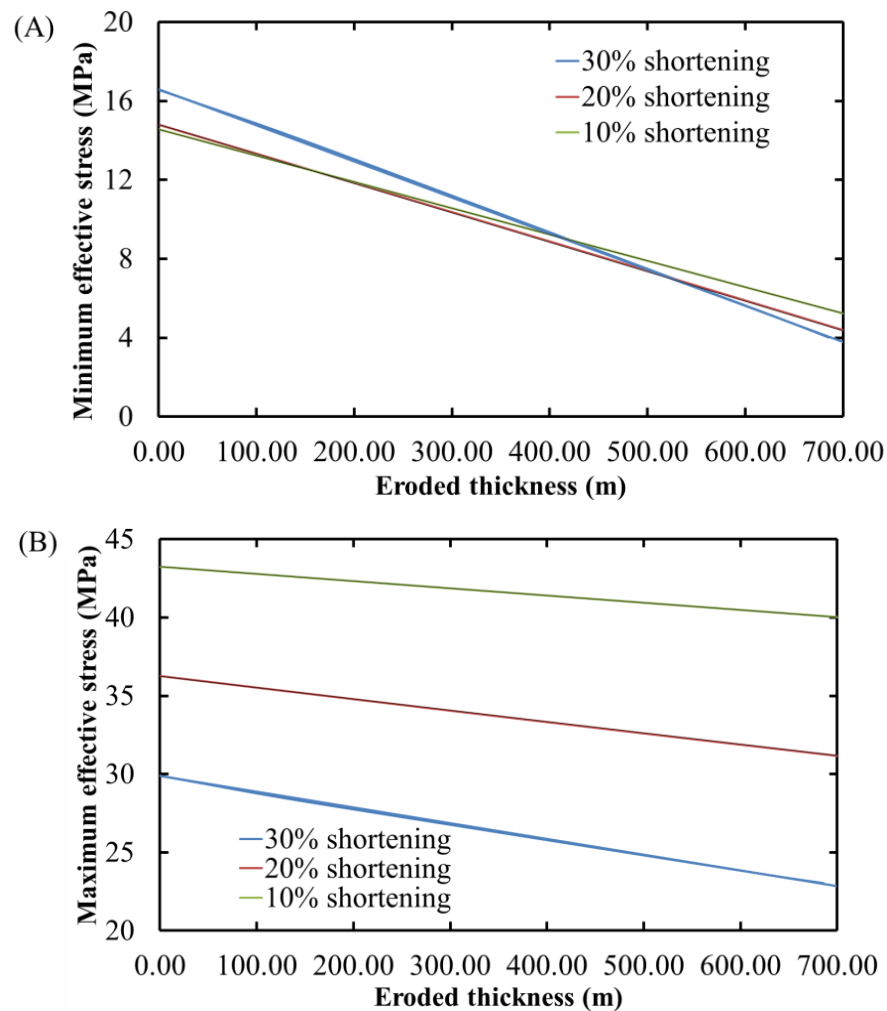 (A)
Minimum effective stress (MPa)
20
16
12
8
4
0
30% shortening
20% shortening
10% shortening
0.00 100.00 200.00 300.00 400.00 500.00 600.00 700.00
Eroded thickness (m)
(B)
Maximum effective stress (MPa)
45
40
35
30
25
20
30% shortening
20% shortening
10% shortening
0.00 100.00 200.00 300.00 400.00 500.00 600.00 700.00
Eroded thickness (m)